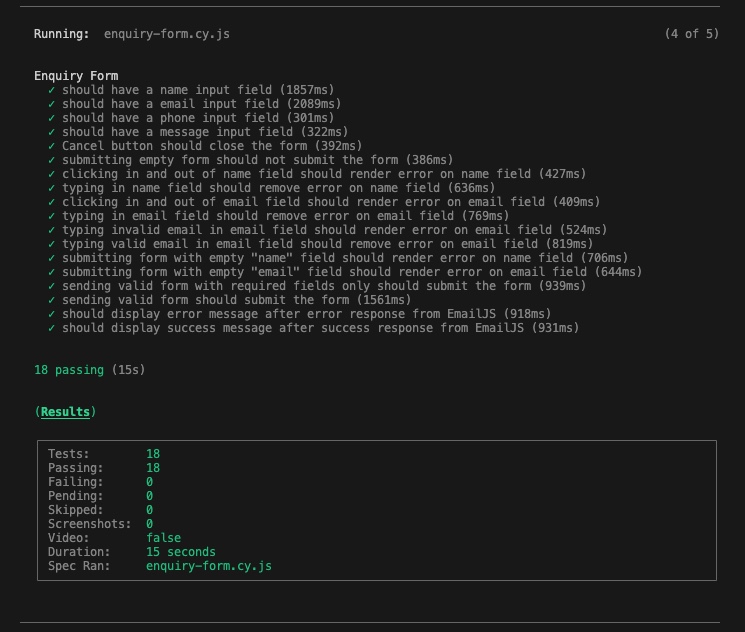 Running: enquiry-form.cy.js (4 of 5)
Enquiry Form
✓ should have a name input field (1857ms)
✓ should have a email input field (2089ms)
✓ should have a phone input field (301ms)
✓ should have a message input field (322ms)
✓ Cancel button should close the form (392ms)
✓ submitting empty form should not submit the form (386ms)
✓ clicking in and out of name field should render error on name field (427ms)
✓ typing in name field should remove error on name field (636ms)
✓ clicking in and out of email field should render error on email field (409ms)
✓ typing in email field should remove error on email field (769ms)
✓ typing invalid email in email field should render error on email field (524ms)
✓ typing valid email in email field should remove error on email field (819ms)
✓ submitting form with empty "name" field should render error on name field (706ms)
✓ submitting form with empty "email" field should render error on email field (644ms)
✓ sending valid form with required fields only should submit the form (939ms)
✓ sending valid form should submit the form (1561ms)
✓ should display error message after error response from EmailJS (918ms)
✓ should display success message after success response from EmailJS (931ms)
18 passing (15s)
(Results)
Tests: 18
Passing: 18
Failing: 0
Pending: 0
Skipped: 0
Screenshots: 0
Video: false
Duration: 15 seconds
Spec Ran: enquiry-form.cy.js